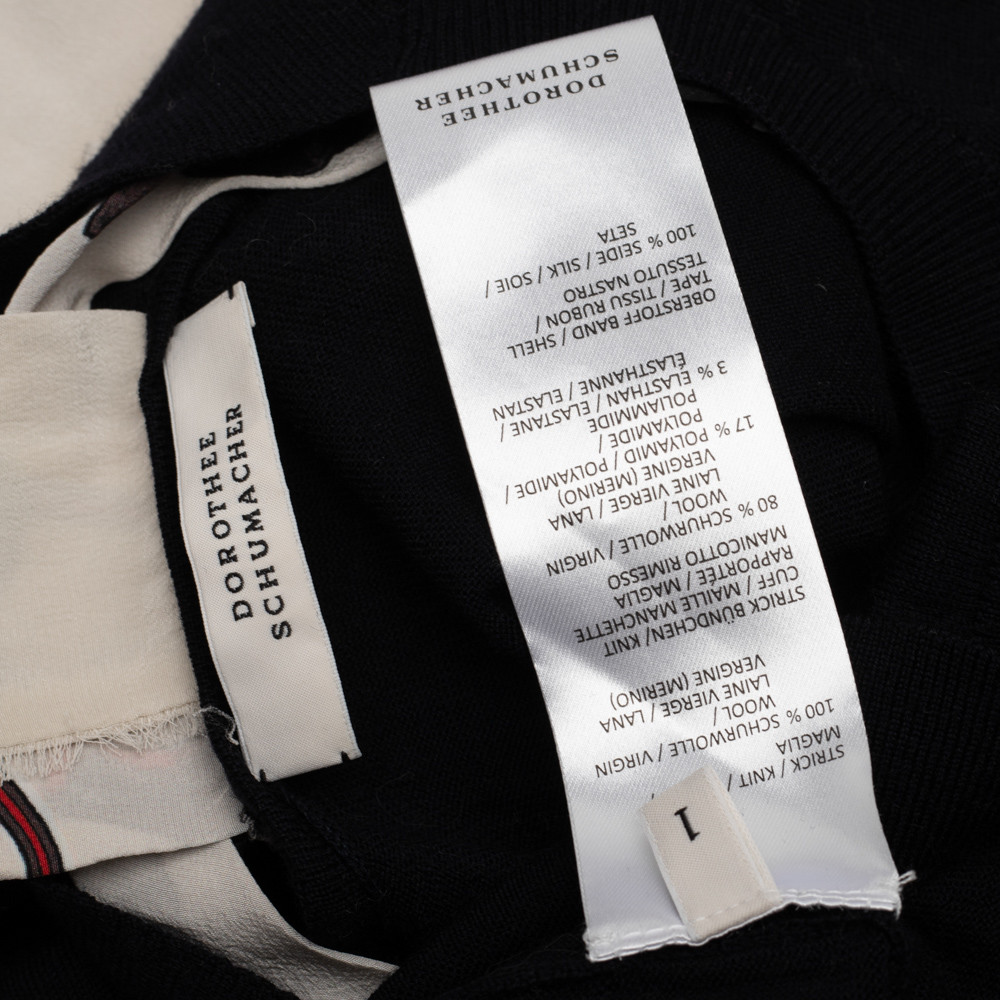 DOROTHEE
SCHUMACHER
1
STRICK / KNIT / /
MAGLIA
100 % SCHURWOLLE / VIRGIN
WOOL /
LAINE VIERGE / LANA
VERGINE (MERINO)
STRICK BÜNDCHEN/ KNIT
CUFF / MAILLE MANCHETTE
RAPPORTÉE / MAGLIA
MANICOTTO RIMESSO
80 % SCHURWOLLE / VIRGIN
WOOL /
LAINE VIERGE / LANA
VERGINE (MERINO)
17 % POLYAMID / POLYAMIDE /
POLYAMIDE /
POLIAMMIDE
3 % ÉLASTHAN / ELASTANE /
ÉLASTHANNE / ELASTAN
OBERSTOFF BAND / SHELL
TAPE / TISSU RUBON /
TESSUTO NASTRO
100 % SEIDE / SILK / SOIE /
SETA
DOROTHEE
SCHUMACHER